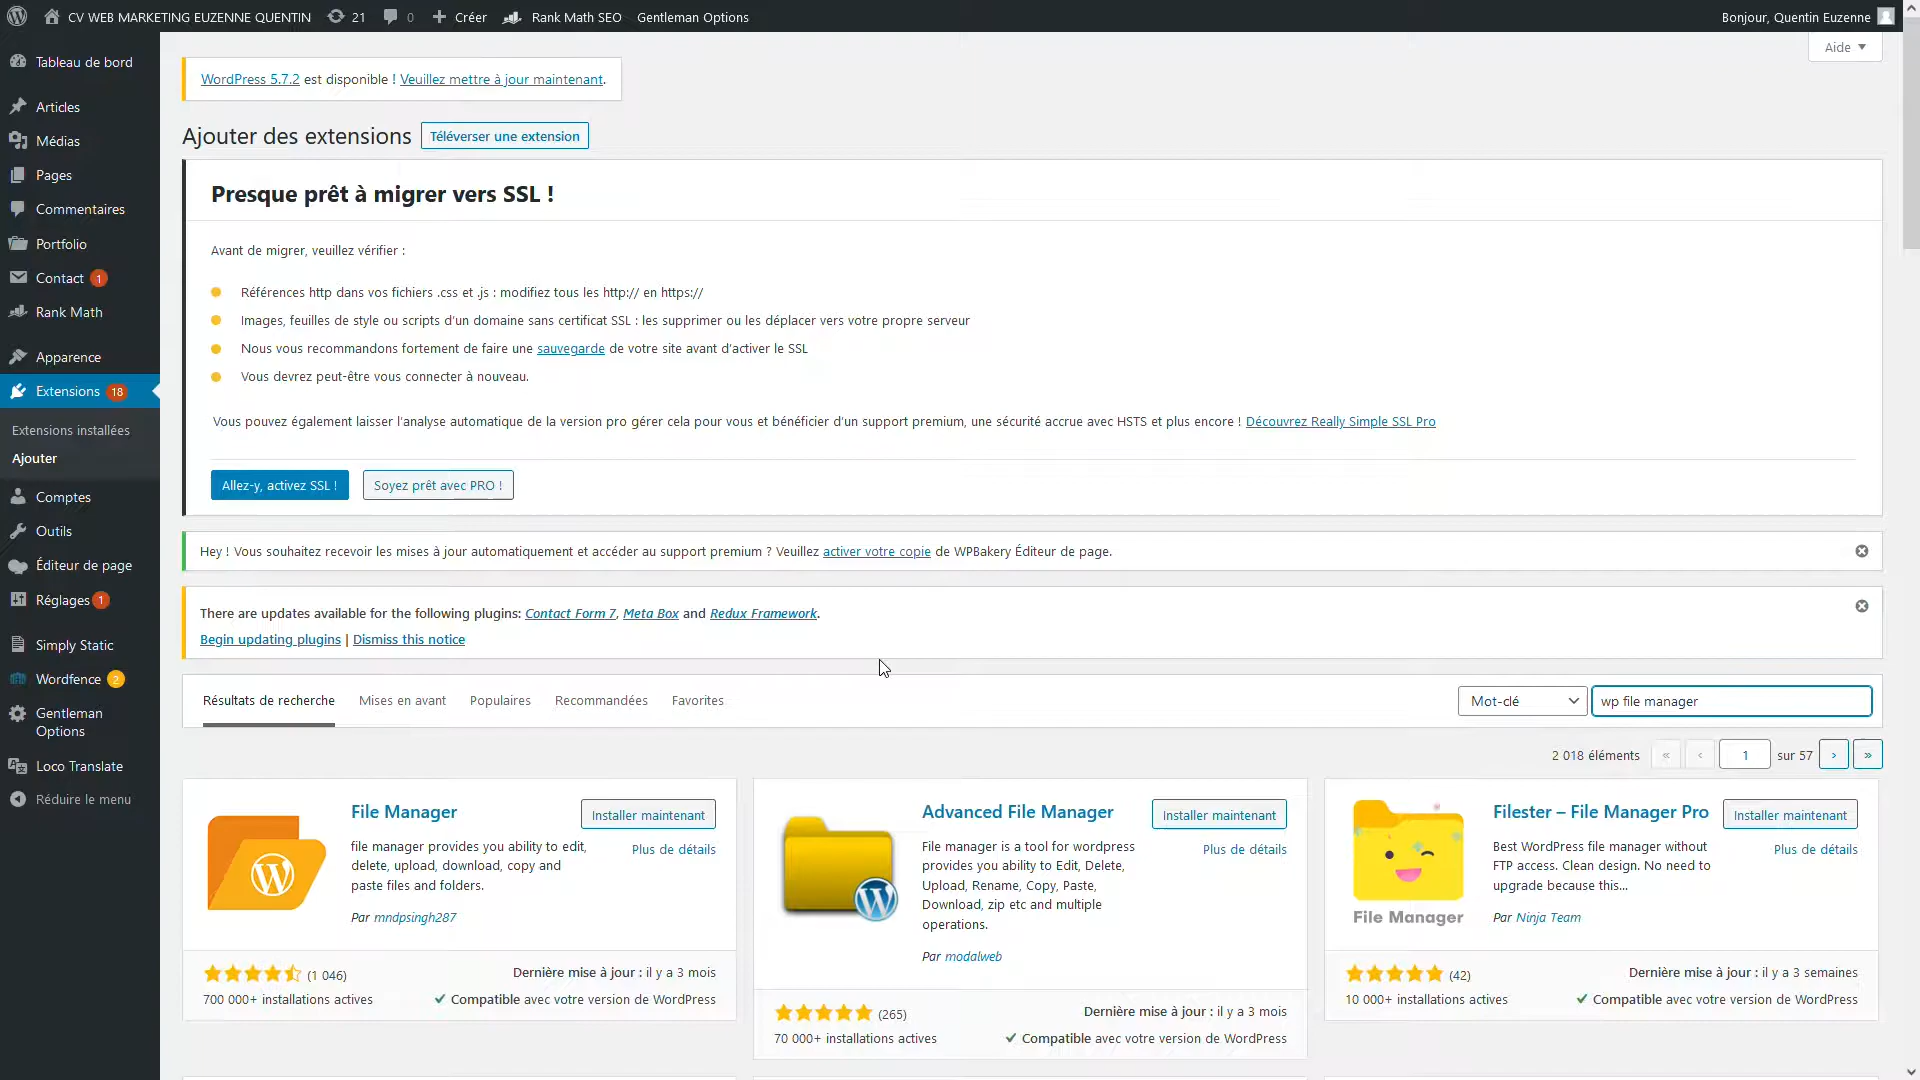 CV WEB MARKETING EUZENNE QUENTIN
21
0
Créer
Rank Math SEO
Gentleman Options
Bonjour, Quentin Euzenne
Tableau de bord
Articles
Médias
Pages
Commentaires
Portfolio
Contact 1
Rank Math
Apparence
Extensions 18
Extensions installées
Ajouter
Comptes
Outils
Éditeur de page
Réglages 1
Simply Static
Wordfence 2
Gentleman
Options
Loco Translate
Réduire le menu
Aide
WordPress 5.7.2 est disponible ! Veuillez mettre à jour maintenant.
Ajouter des extensions
Téléverser une extension
Presque prêt à migrer vers SSL !
Avant de migrer, veuillez vérifier :
Références http dans vos fichiers .css et .js : modifiez tous les http:// en https://
Images, feuilles de style ou scripts d’un domaine sans certificat SSL : les supprimer ou les déplacer vers votre propre serveur
Nous vous recommandons fortement de faire une sauvegarde de votre site avant d’activer le SSL
Vous devrez peut-être vous connecter à nouveau.
Vous pouvez également laisser l’analyse automatique de la version pro gérer cela pour vous et bénéficier d’un support premium, une sécurité accrue avec HSTS et plus encore ! Découvrez Really Simple SSL Pro
Allez-y, activez SSL !
Soyez prêt avec PRO !
Hey ! Vous souhaitez recevoir les mises à jour automatiquement et accéder au support premium ? Veuillez activer votre copie de WPBakery Éditeur de page.
There are updates available for the following plugins: Contact Form 7, Meta Box and Redux Framework.
Begin updating plugins | Dismiss this notice
Résultats de recherche
Mises en avant
Populaires
Recommandées
Favorites
Mot-clé
wp file manager
2 018 éléments
«
‹
1
sur 57
›
»
File Manager
Installer maintenant
Plus de détails
file manager provides you ability to edit,
delete, upload, download, copy and
paste files and folders.
Par mndpsingh287
(1 046)
Dernière mise à jour : il y a 3 mois
700 000+ installations actives
Compatible avec votre version de WordPress
Advanced File Manager
Installer maintenant
Plus de détails
File manager is a tool for wordpress
provides you ability to Edit, Delete,
Upload, Rename, Copy, Paste,
Download, zip etc and multiple
operations.
Par modalweb
(265)
Dernière mise à jour : il y a 3 mois
70 000+ installations actives
Compatible avec votre version de WordPress
File Manager
Filester – File Manager Pro
Installer maintenant
Plus de détails
Best WordPress file manager without
FTP access. Clean design. No need to
upgrade because this...
Par Ninja Team
(42)
Dernière mise à jour : il y a 3 semaines
10 000+ installations actives
Compatible avec votre version de WordPress